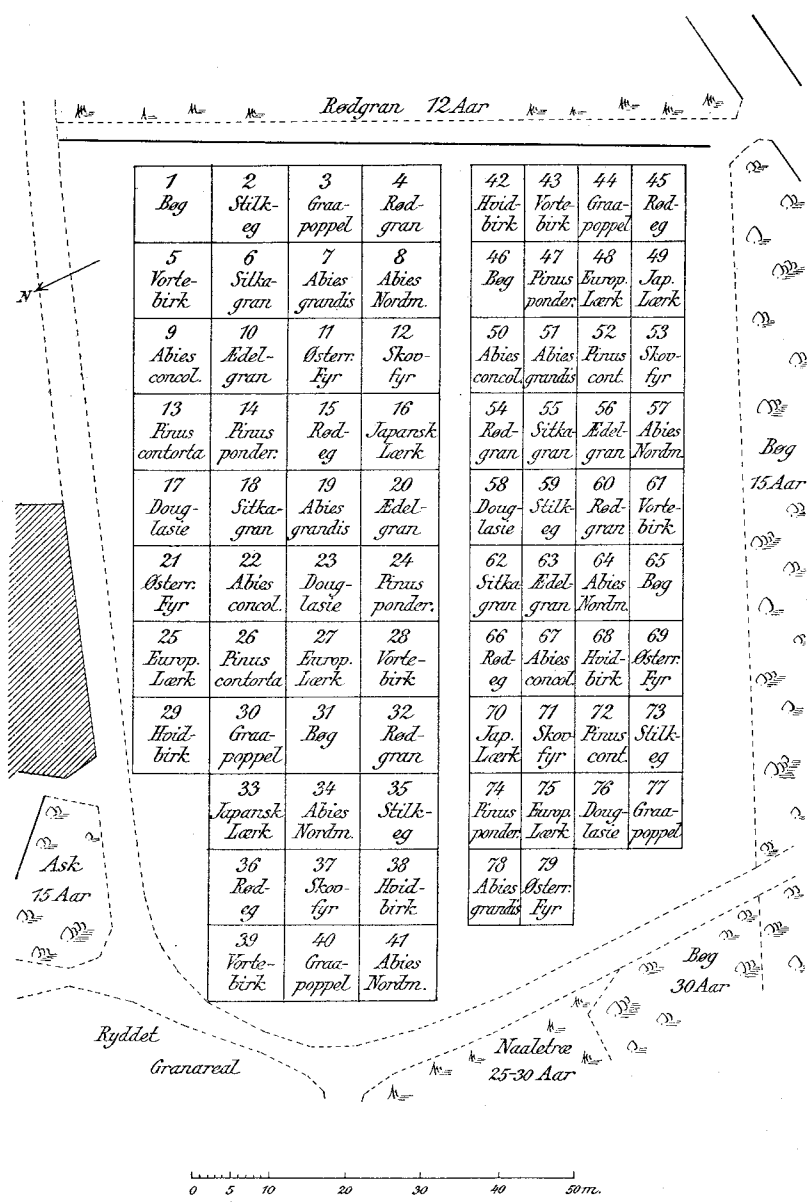 Rødgran 12 Aar
N
1 Bøg
2 Stilk-eg
3 Graa-poppel
4 Rød-gran
5 Vorte-birk
6 Sitka-gran
7 Abies grandis
8 Abies Nordm.
9 Abies concol.
10 Ædel-gran
11 Østerr. Fyr
12 Skov-fyr
13 Pinus contorta
14 Pinus ponder.
15 Rød-eg
16 Japansk Lærk
17 Doug-lasie
18 Sitka-gran
19 Abies grandis
20 Ædel-gran
21 Østerr. Fyr
22 Abies concol.
23 Doug-lasie
24 Pinus ponder.
25 Europ. Lærk
26 Pinus contorta
27 Europ. Lærk
28 Vorte-birk
29 Hvid-birk
30 Graa-poppel
31 Bøg
32 Rød-gran
33 Japansk Lærk
34 Abies Nordm.
35 Stilk-eg
36 Rød-eg
37 Skov-fyr
38 Hvid-birk
39 Vorte-birk
40 Graa-poppel
41 Abies Nordm.
42 Hvid-birk
43 Vorte-birk
44 Graa-poppel
45 Rød-eg
46 Bøg
47 Pinus ponder.
48 Europ. Lærk
49 Jap. Lærk
50 Abies concol.
51 Abies grandis
52 Pinus cont.
53 Skov-fyr
54 Rød-gran
55 Sitka-gran
56 Ædel-gran
57 Abies Nordm.
58 Doug-lasie
59 Stilk-eg
60 Rød-gran
61 Vorte-birk
62 Sitka gran
63 Ædel-gran
64 Abies Nordm.
65 Bøg
66 Rød-eg
67 Abies concol.
68 Hvid-birk
69 Østerr. Fyr
70 Jap. Lærk
71 Skov-fyr
72 Pinus cont.
73 Stilk-eg
74 Pinus ponder.
75 Europ. Lærk
76 Doug-lasie
77 Graa-poppel
78 Abies grandis
79 Østerr. Fyr
Bøg
15 Aar
Ask
15 Aar
Bøg
30 Aar
Ryddet
Granareal
Naaletræ
25-30 Aar
0 5 10 20 30 40 50 m.